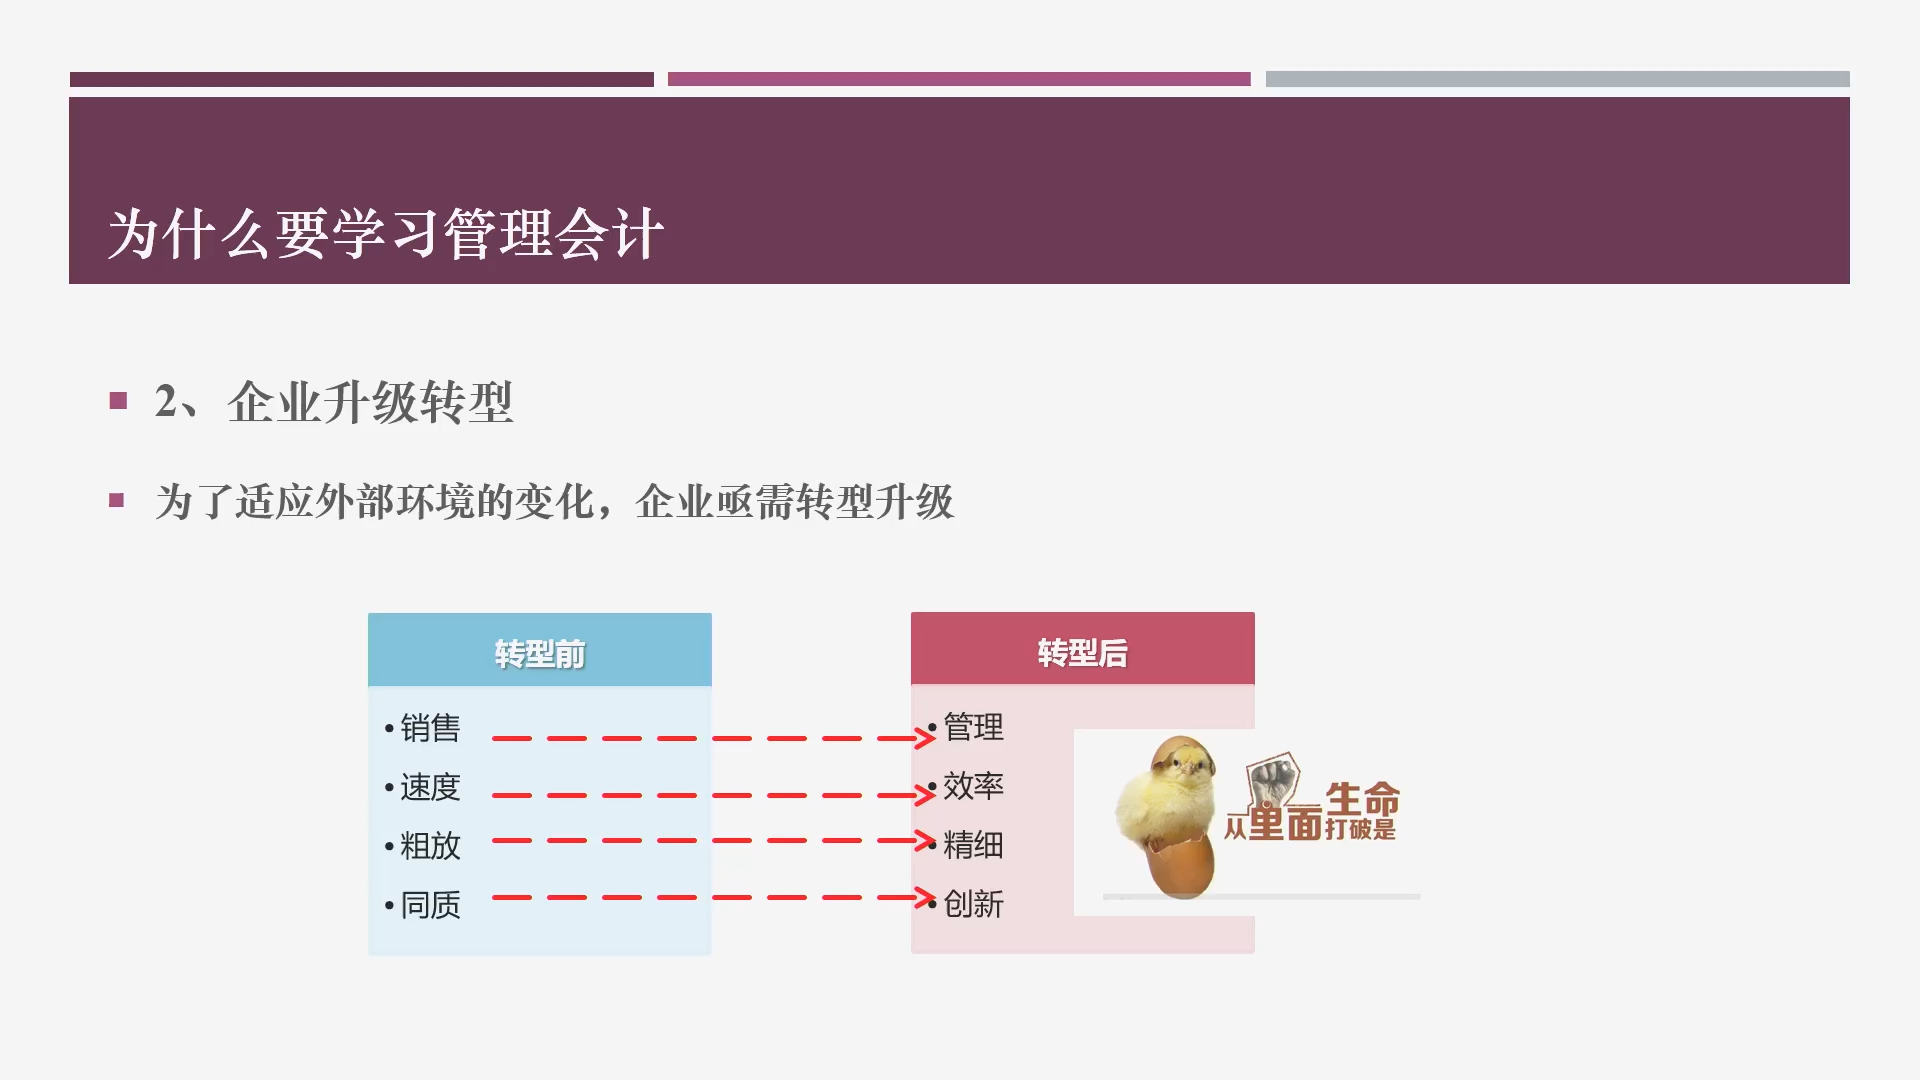 为什么要学习管理会计
2、企业升级转型
为了适应外部环境的变化，企业亟需转型升级
转型前
• 销售
• 速度
• 粗放
• 同质
转型后
• 管理
• 效率
• 精细
• 创新
从里面打破是
生命